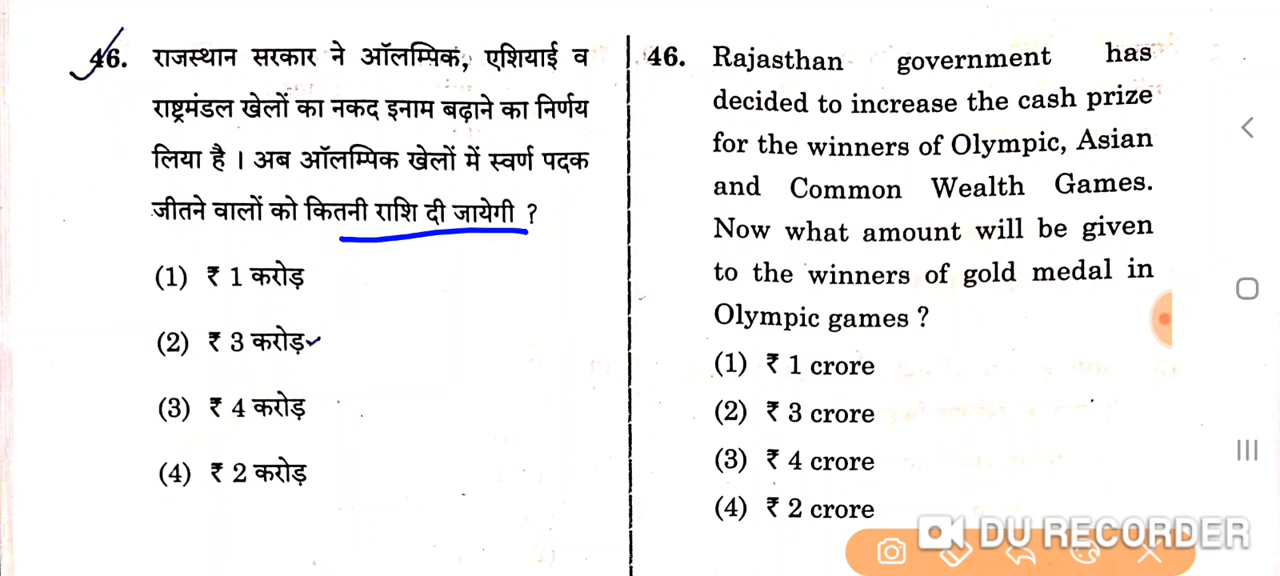 46. राजस्थान सरकार ने ऑलम्पिक, एशियाई व
राष्ट्रमंडल खेलों का नकद इनाम बढ़ाने का निर्णय
लिया है । अब ऑलम्पिक खेलों में स्वर्ण पदक
जीतने वालों को कितनी राशि दी जायेगी ?
(1) ₹ 1 करोड़
(2) ₹ 3 करोड़
(3) ₹ 4 करोड़
(4) ₹ 2 करोड़
46. Rajasthan government has
decided to increase the cash prize
for the winners of Olympic, Asian
and Common Wealth Games.
Now what amount will be given
to the winners of gold medal in
Olympic games ?
(1) ₹ 1 crore
(2) ₹ 3 crore
(3) ₹ 4 crore
(4) ₹ 2 crore
DU RECORDER